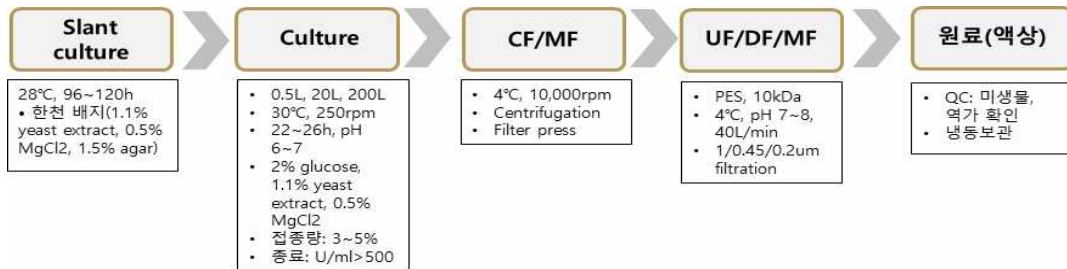 Slant
culture
28℃, 96~120h
• 한천 배지(1.1%
yeast extract, 0.5%
MgCl2, 1.5% agar)
Culture
• 0.5L, 20L, 200L
• 30℃, 250rpm
• 22~26h, pH
6~7
• 2% glucose,
1.1% yeast
extract, 0.5%
MgCl2
• 접종량: 3~5%
• 종료: U/ml>500
CF/MF
• 4℃, 10,000rpm
• Centrifugation
• Filter press
UF/DF/MF
• PES, 10kDa
• 4℃, pH 7~8,
40L/min
• 1/0.45/0.2um
filtration
원료(액상)
• QC: 미생물,
역가 확인
• 냉동보관